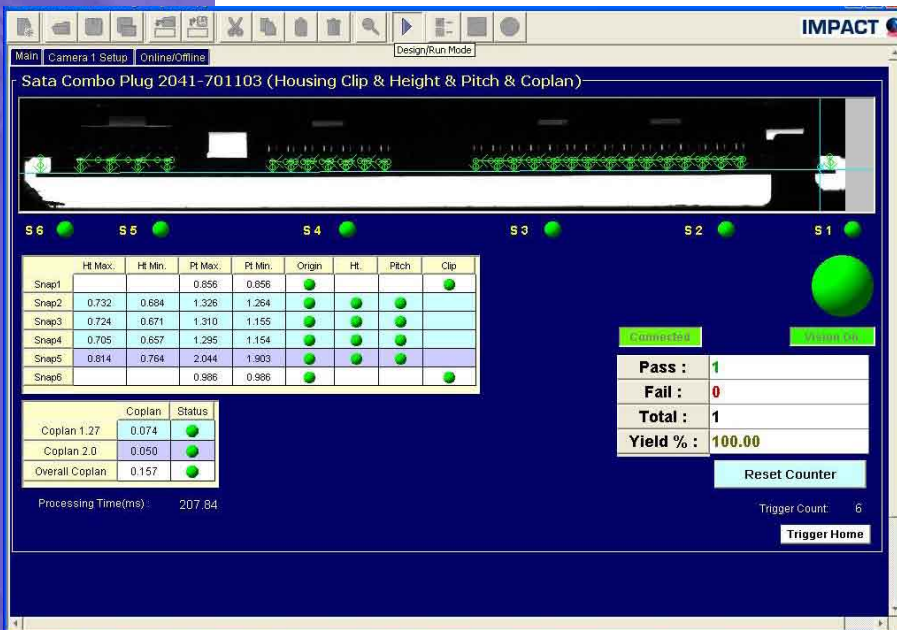 IMPACT
Design/Run Mode
Main Camera 1 Setup Online/Offline
Sata Combo Plug 2041-701103 (Housing Clip & Height & Pitch & Coplan)
S 6 S 5 S 4 S 3 S 2 S 1
Ht Max. Ht Min. Pt Max. Pt Min. Origin Ht. Pitch Clip
Snap1 0.856 0.856
Snap2 0.732 0.684 1.326 1.264
Snap3 0.724 0.671 1.310 1.155
Snap4 0.705 0.657 1.295 1.154
Snap5 0.814 0.764 2.044 1.903
Snap6 0.986 0.986
Connected Vision On
Pass : 1
Fail : 0
Total : 1
Yield % : 100.00
Reset Counter
Coplan Status
Coplan 1.27 0.074
Coplan 2.0 0.050
Overall Coplan 0.157
Processing Time(ms) : 207.84
Trigger Count: 6
Trigger Home